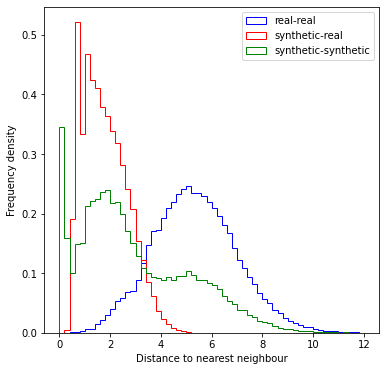 real-real
synthetic-real
synthetic-synthetic
0.5
0.4
0.3
0.2
0.1
0.0
Frequency density
0 2 4 6 8 10 12
Distance to nearest neighbour